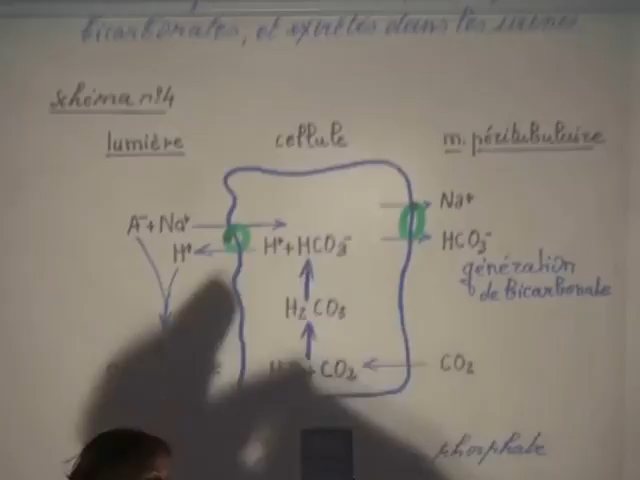 bicarbonates, et excrétés dans les urines
Schéma n°4
lumière cellule m. péritubulaire
Na+
A⁻+Na+
HCO₃⁻
H+ H++HCO₃⁻
génération
de bicarbonate
H₂CO₃
+CO₂ CO₂
phosphate